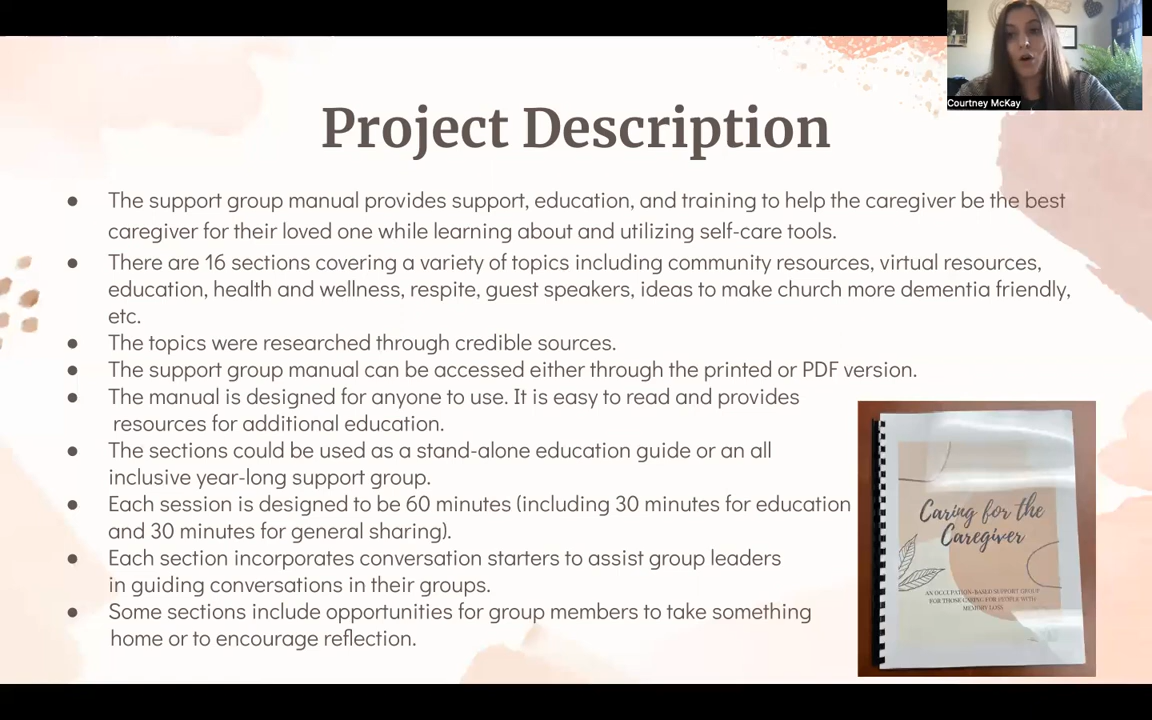 Courtney McKay
Project Description
● The support group manual provides support, education, and training to help the caregiver be the best
caregiver for their loved one while learning about and utilizing self-care tools.
● There are 16 sections covering a variety of topics including community resources, virtual resources,
education, health and wellness, respite, guest speakers, ideas to make church more dementia friendly,
etc.
● The topics were researched through credible sources.
● The support group manual can be accessed either through the printed or PDF version.
● The manual is designed for anyone to use. It is easy to read and provides
resources for additional education.
● The sections could be used as a stand-alone education guide or an all
inclusive year-long support group.
● Each session is designed to be 60 minutes (including 30 minutes for education
and 30 minutes for general sharing).
● Each section incorporates conversation starters to assist group leaders
in guiding conversations in their groups.
● Some sections include opportunities for group members to take something
home or to encourage reflection.
Caring for the
Caregiver
AN OCCUPATION-BASED SUPPORT GROUP
FOR THOSE CARING FOR PEOPLE WITH
MEMORY LOSS